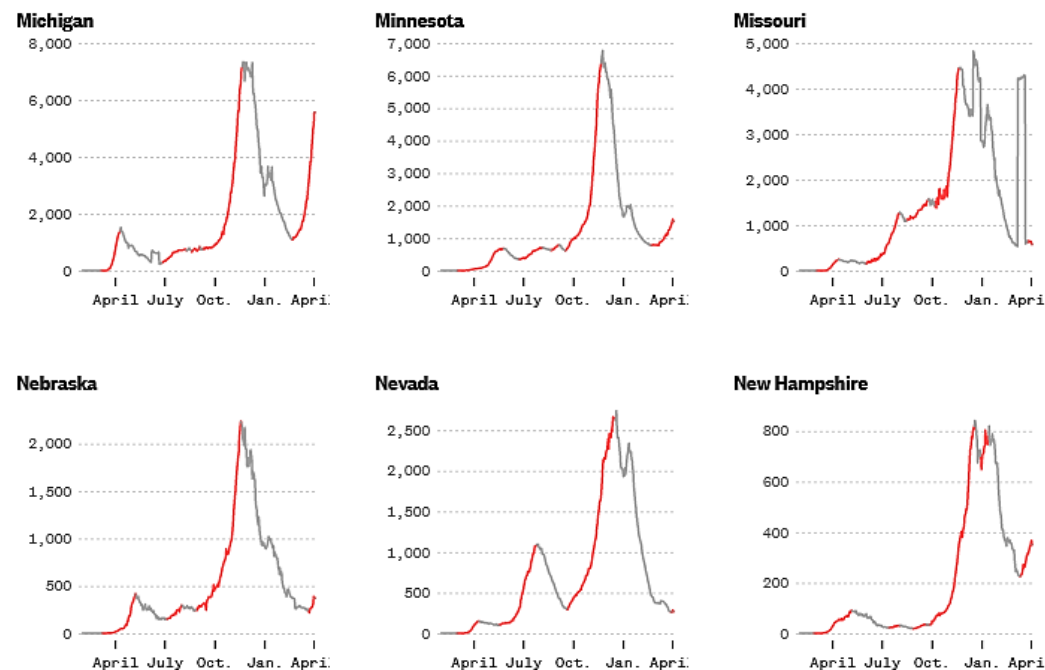 Michigan
8,000
6,000
4,000
2,000
0
April July Oct. Jan. April
Minnesota
7,000
6,000
5,000
4,000
3,000
2,000
1,000
0
April July Oct. Jan. April
Missouri
5,000
4,000
3,000
2,000
1,000
0
April July Oct. Jan. Apri
Nebraska
2,000
1,500
1,000
500
0
April July Oct. Jan. April
Nevada
2,500
2,000
1,500
1,000
500
0
April July Oct. Jan. April
New Hampshire
800
600
400
200
0
April July Oct. Jan. Apri